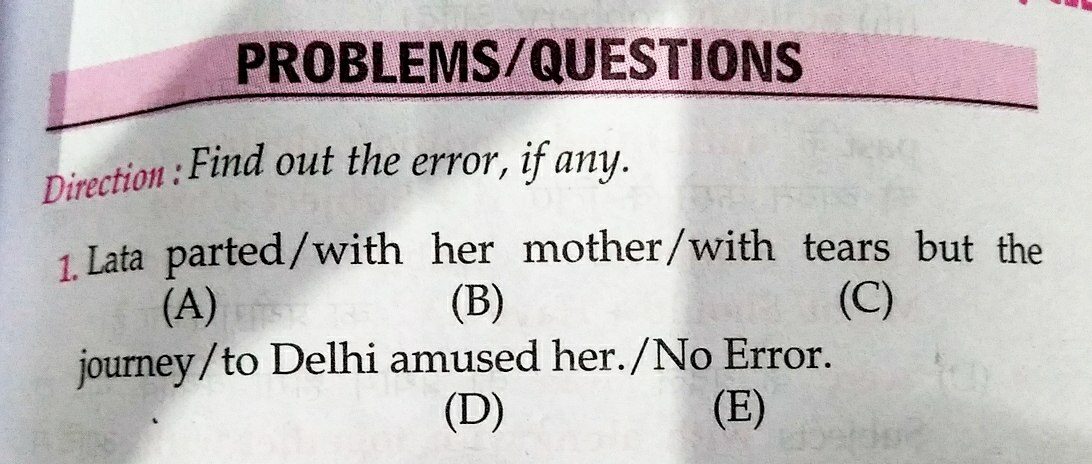 PROBLEMS/QUESTIONS
Direction : Find out the error, if any.
1. Lata parted/with her mother/with tears but the
(A) (B) (C)
journey/to Delhi amused her./No Error.
(D) (E)